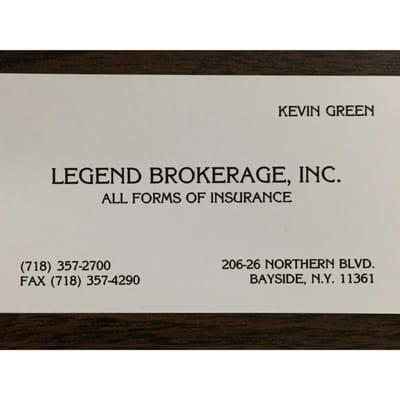 KEVIN GREEN
LEGEND BROKERAGE, INC.
ALL FORMS OF INSURANCE
(718) 357-2700
FAX (718) 357-4290
206-26 NORTHERN BLVD.
BAYSIDE, N.Y. 11361